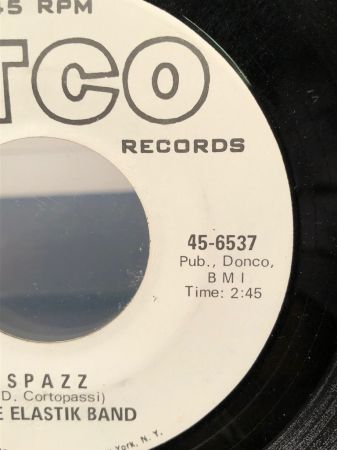 45 RPM
TCO
RECORDS
45-6537
Pub., Donco,
BMI
Time: 2:45
SPAZZ
D. Cortopassi)
E ELASTIK BAND
York, N. Y.